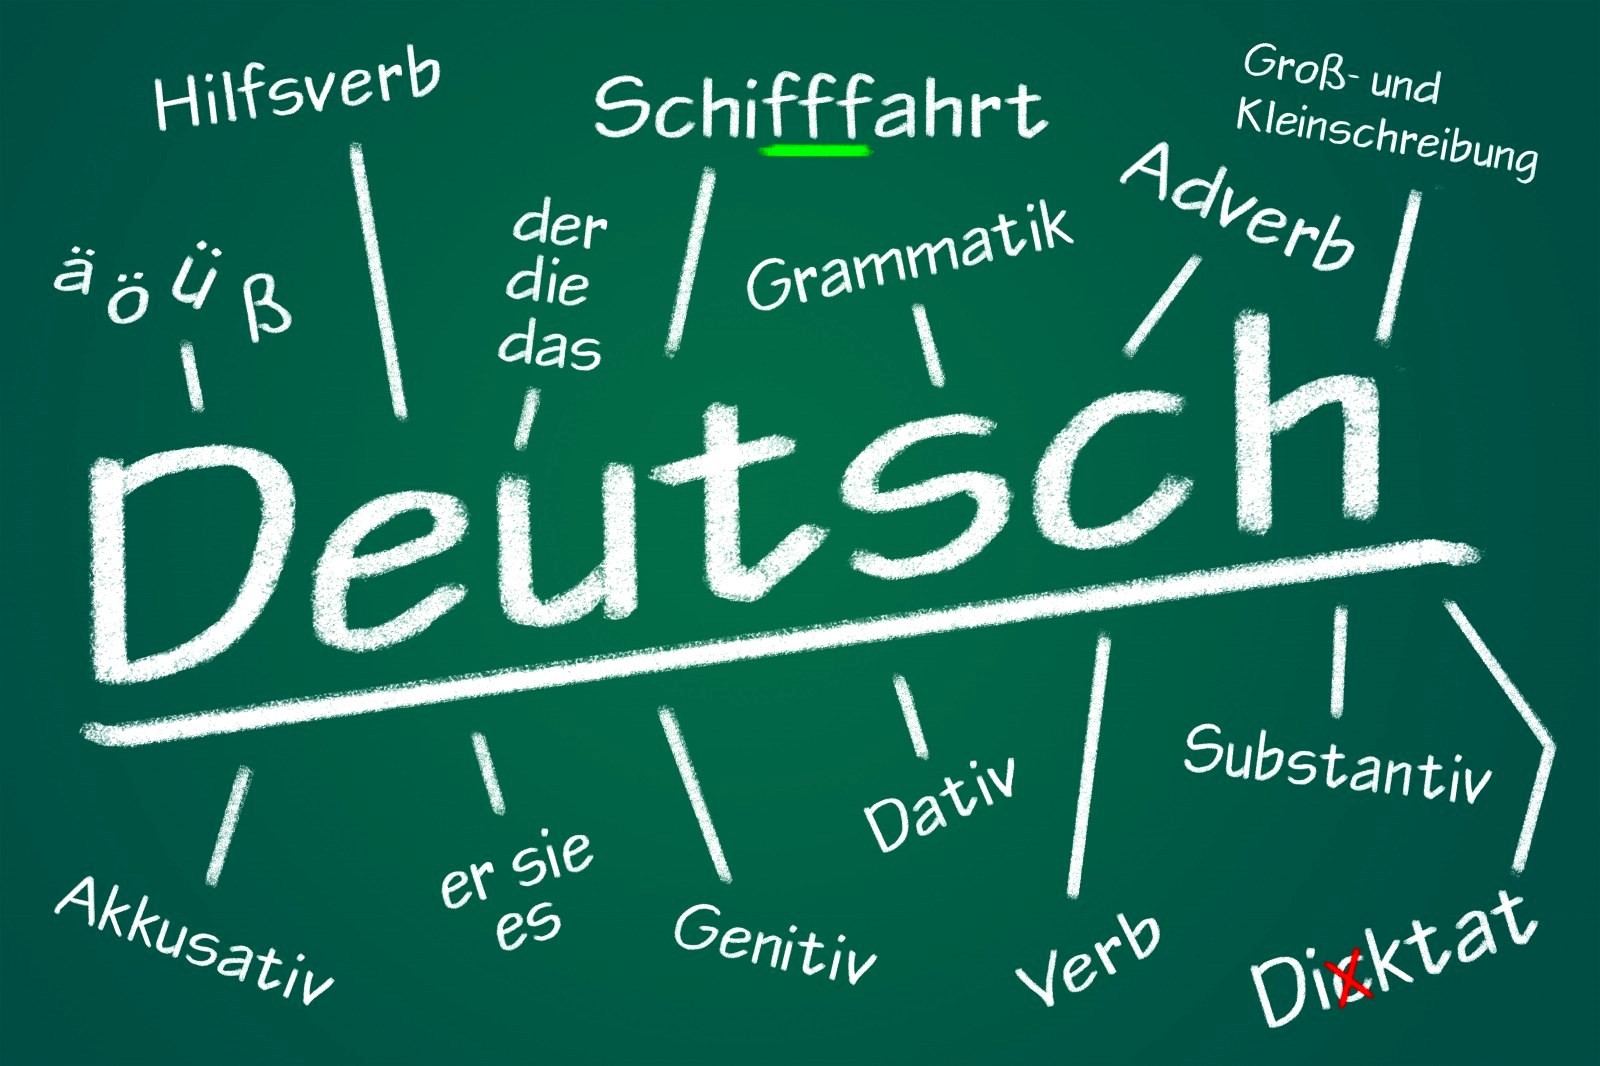 Hilfsverb
Schifffahrt
Groß- und
Kleinschreibung
Adverb
ä ö ü ß
der
die
das
Grammatik
Deutsch
Akkusativ
er sie
es
Genitiv
Dativ
Verb
Substantiv
Dicktat